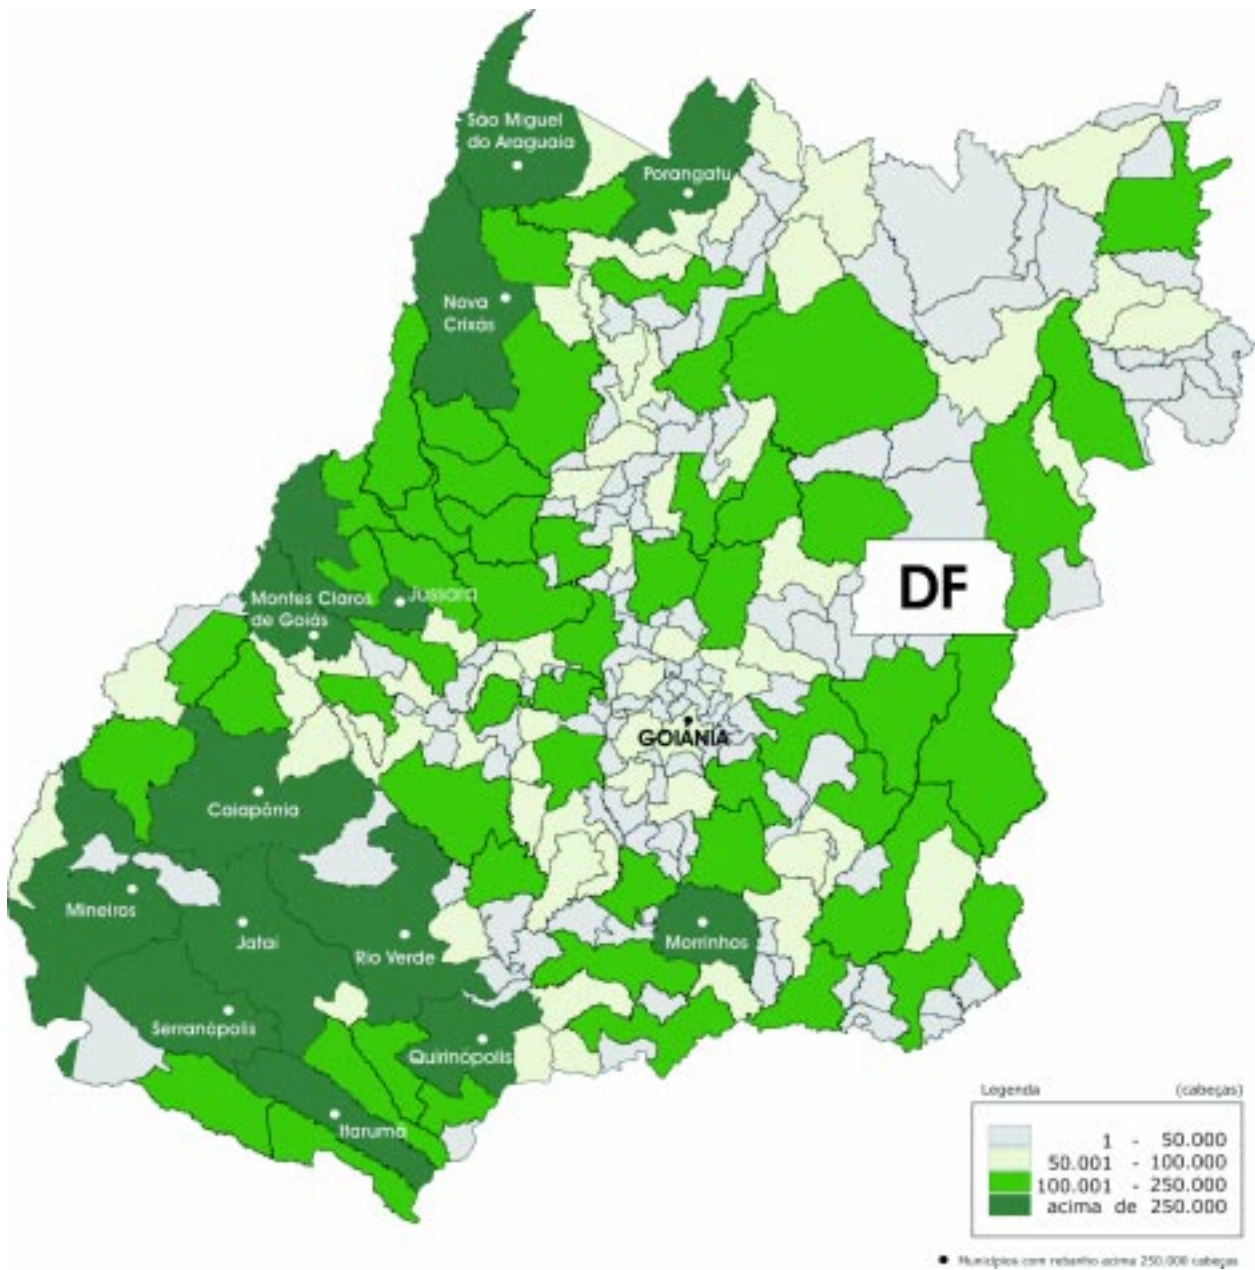 São Miguel
do Araguaia
Porangatu
Nova
Crixás
Montes Claros
de Goiás
Jussara
DF
GOIÂNIA
Caiapônia
Mineiros
Jataí
Rio Verde
Morrinhos
Serranópolis
Quirinópolis
Itarumã
Legenda (cabeças)
1 - 50.000
50.001 - 100.000
100.001 - 250.000
acima de 250.000
Municípios com rebanho acima 250.000 cabeças